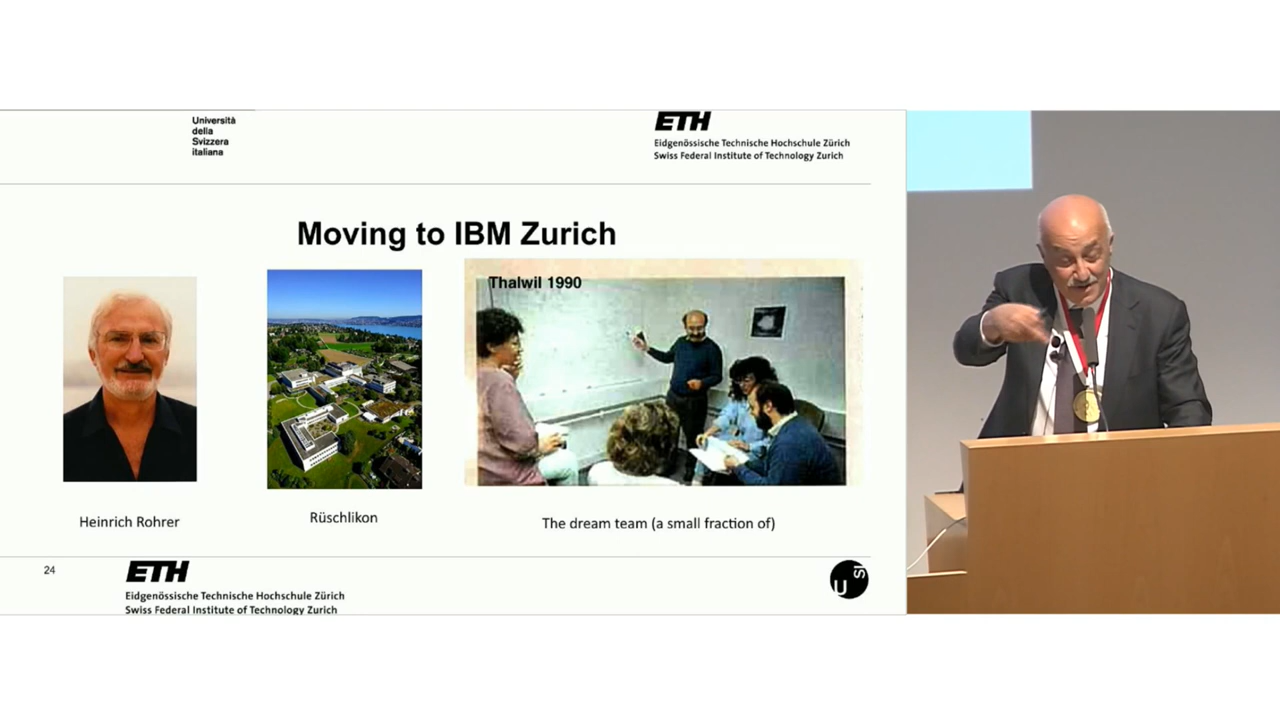 Università
della
Svizzera
italiana
ETH
Eidgenössische Technische Hochschule Zürich
Swiss Federal Institute of Technology Zurich
Moving to IBM Zurich
Thalwil 1990
Heinrich Rohrer
Rüschlikon
The dream team (a small fraction of)
24
ETH
Eidgenössische Technische Hochschule Zürich
Swiss Federal Institute of Technology Zurich
USI